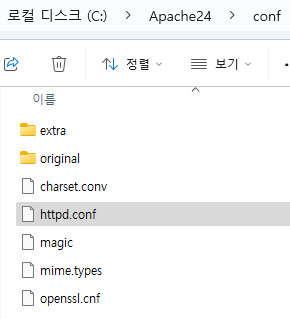 로컬 디스크 (C:) > Apache24 > conf
정렬 보기
이름
extra
original
charset.conv
httpd.conf
magic
mime.types
openssl.cnf